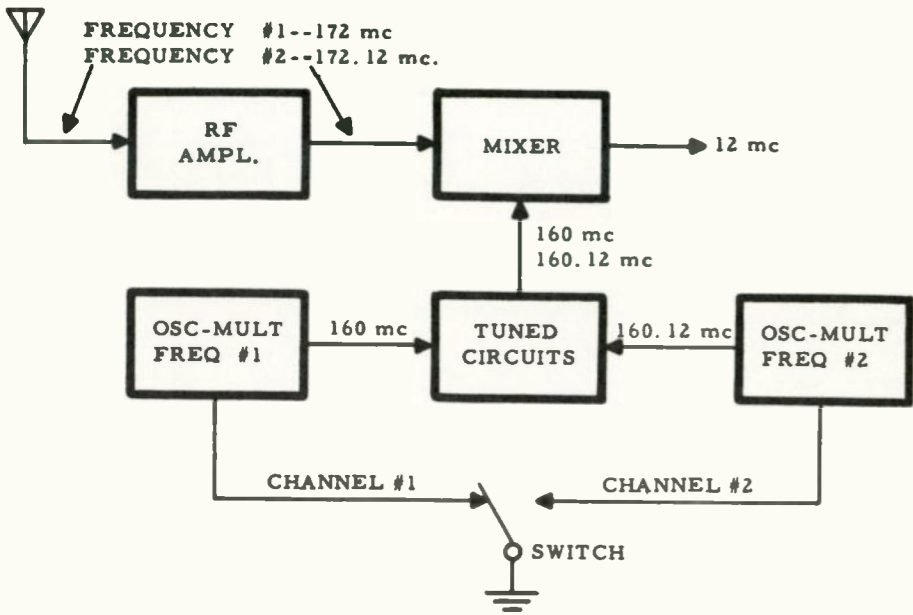 FREQUENCY #1--172 mc
FREQUENCY #2--172.12 mc.
RF
AMPL.
MIXER
12 mc
160 mc
160.12 mc
OSC-MULT
FREQ #1
160 mc
TUNED
CIRCUITS
160.12 mc
OSC-MULT
FREQ #2
CHANNEL #1
CHANNEL #2
SWITCH